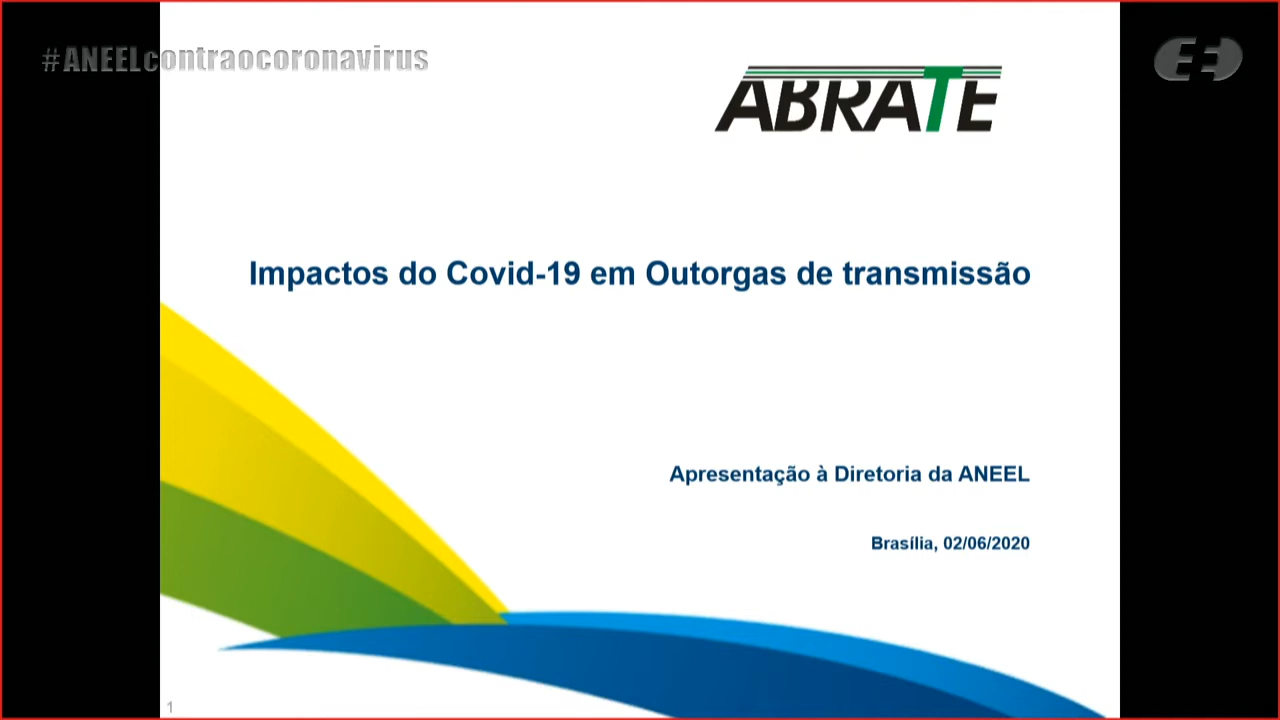 #ANEELcontraocoronavirus
ABRATE
Impactos do Covid-19 em Outorgas de transmissão
Apresentação à Diretoria da ANEEL
Brasília, 02/06/2020
1